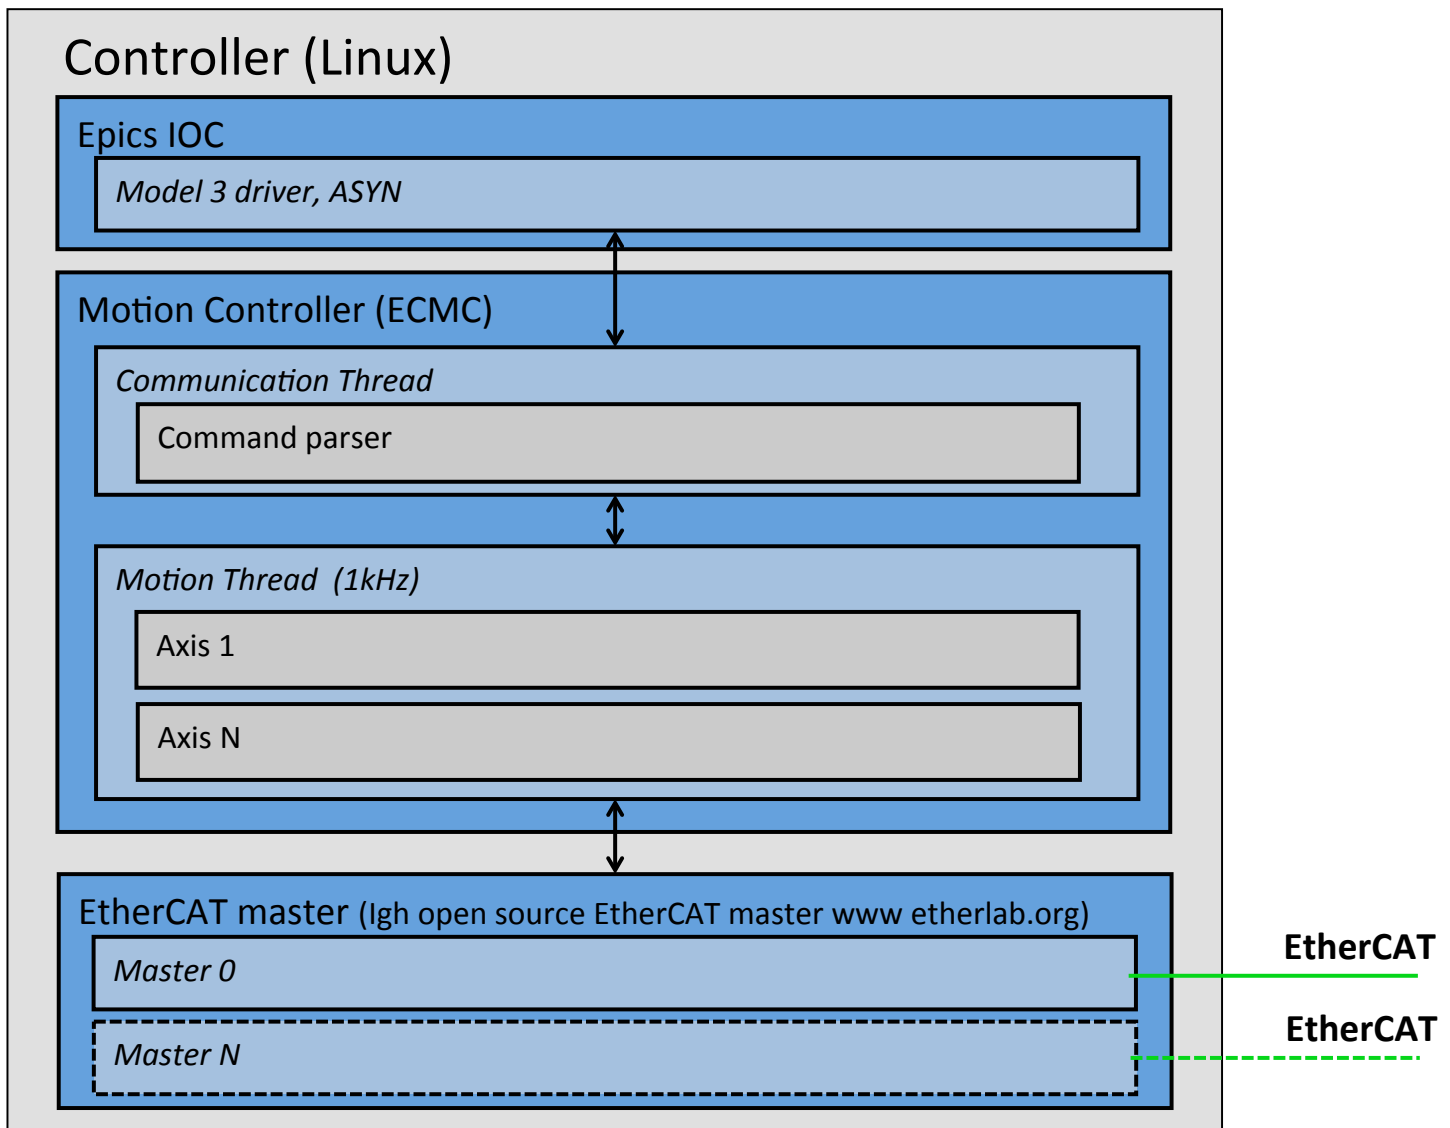 Controller (Linux)
Epics IOC
Model 3 driver, ASYN
Motion Controller (ECMC)
Communication Thread
Command parser
Motion Thread  (1kHz)
Axis 1
Axis N
EtherCAT master (Igh open source EtherCAT master www etherlab.org)
Master 0
EtherCAT
Master N
EtherCAT